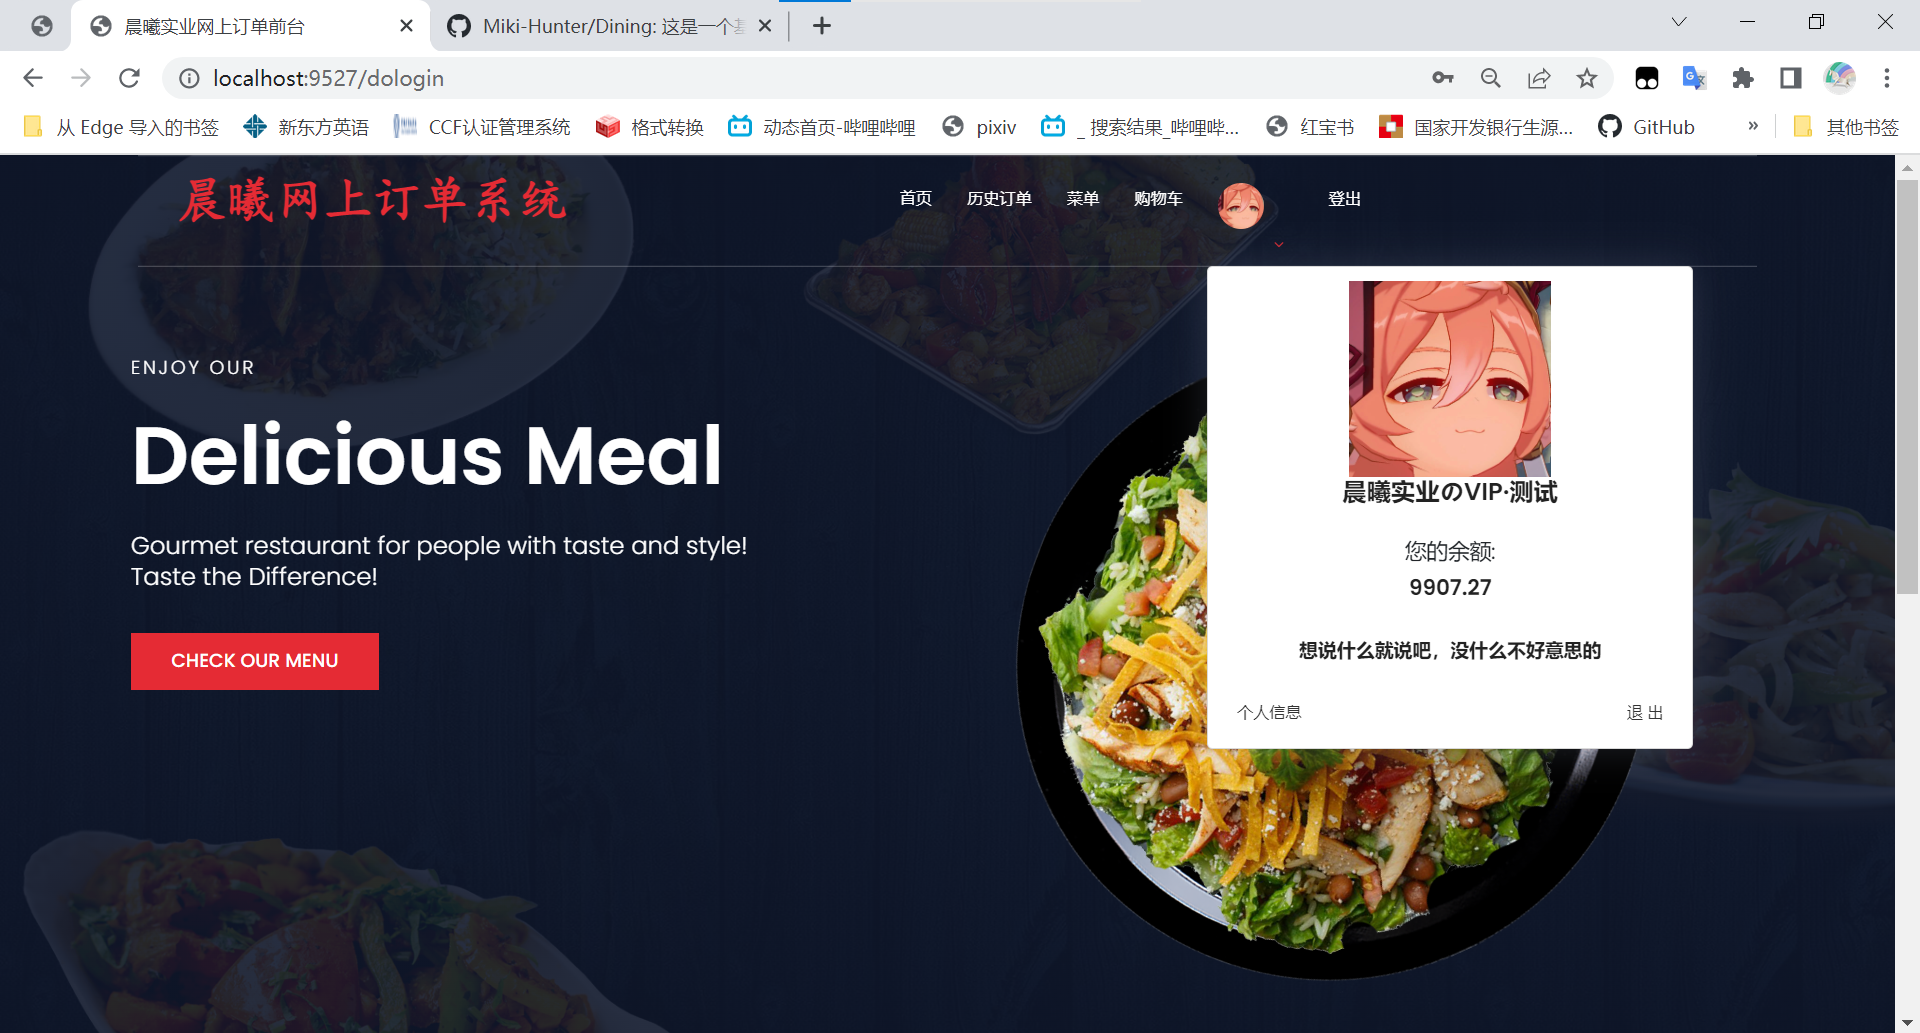 晨曦实业网上订单前台
Miki-Hunter/Dining: 这是一个
localhost:9527/dologin
从 Edge 导入的书签
新东方英语
CCF认证管理系统
格式转换
动态首页-哔哩哔哩
pixiv
_ 搜索结果_哔哩哔...
红宝书
国家开发银行生源...
GitHub
»
其他书签
晨曦网上订单系统
首页
历史订单
菜单
购物车
登出
ENJOY OUR
Delicious Meal
Gourmet restaurant for people with taste and style!
Taste the Difference!
CHECK OUR MENU
晨曦实业のVIP·测试
您的余额:
9907.27
想说什么就说吧，没什么不好意思的
个人信息
退 出